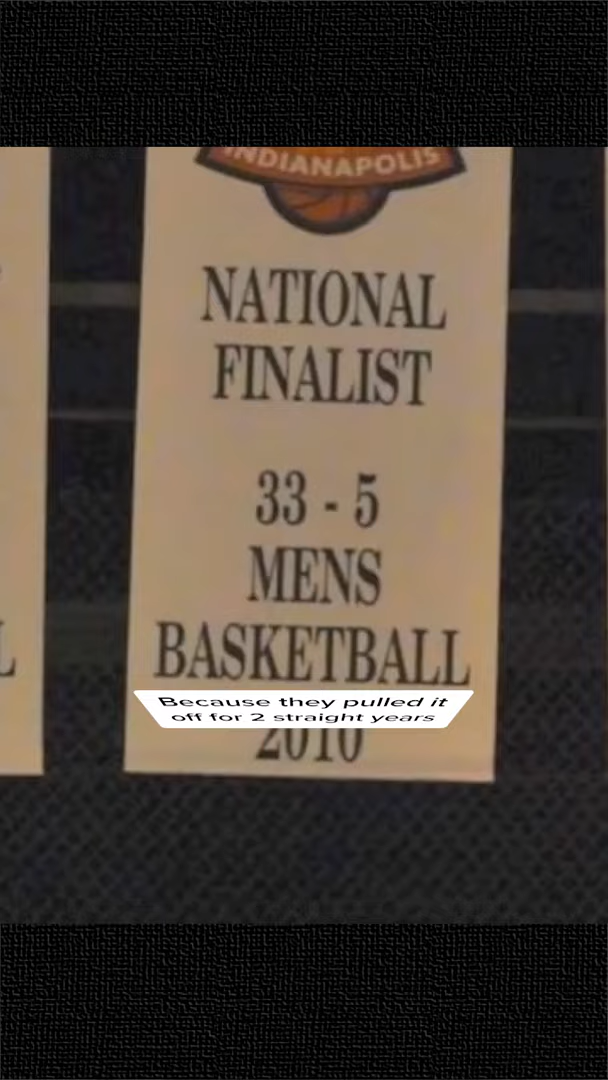 INDIANAPOLIS
NATIONAL
FINALIST
33 - 5
MENS
BASKETBALL
Because they pulled it
off for 2 straight years
2010
L